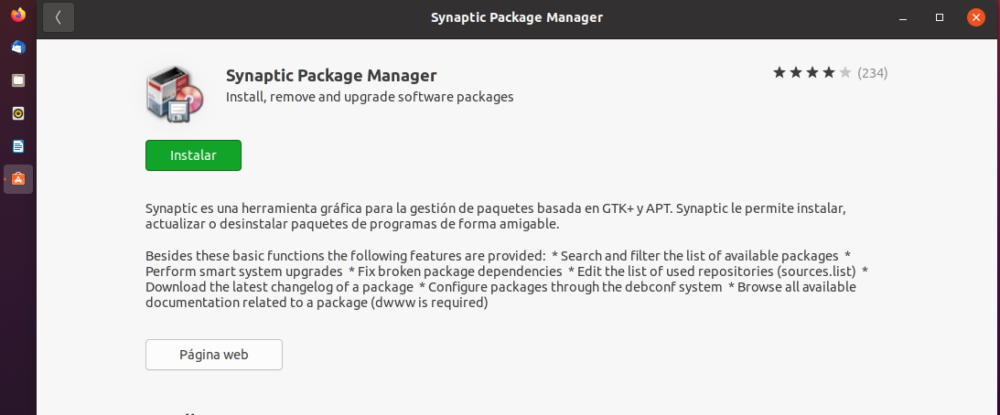 Synaptic Package Manager
Synaptic Package Manager
(234)
Install, remove and upgrade software packages
Instalar
Synaptic es una herramienta gráfica para la gestión de paquetes basada en GTK+ y APT. Synaptic le permite instalar,
actualizar o desinstalar paquetes de programas de forma amigable.
Besides these basic functions the following features are provided:  * Search and filter the list of available packages  *
Perform smart system upgrades  * Fix broken package dependencies  * Edit the list of used repositories (sources.list)  *
Download the latest changelog of a package  * Configure packages through the debconf system  * Browse all available
documentation related to a package (dwww is required)
Página web